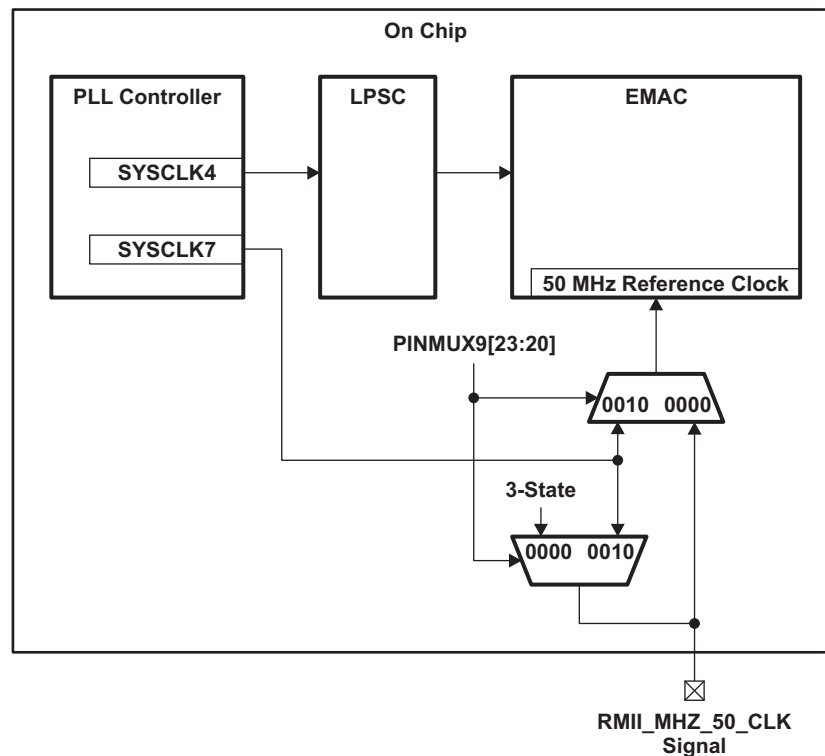 On Chip
PLL Controller
LPSC
EMAC
SYSCLK4
SYSCLK7
50 MHz Reference Clock
PINMUX9[23:20]
0010 0000
3-State
0000 0010
RMII_MHZ_50_CLK
Signal